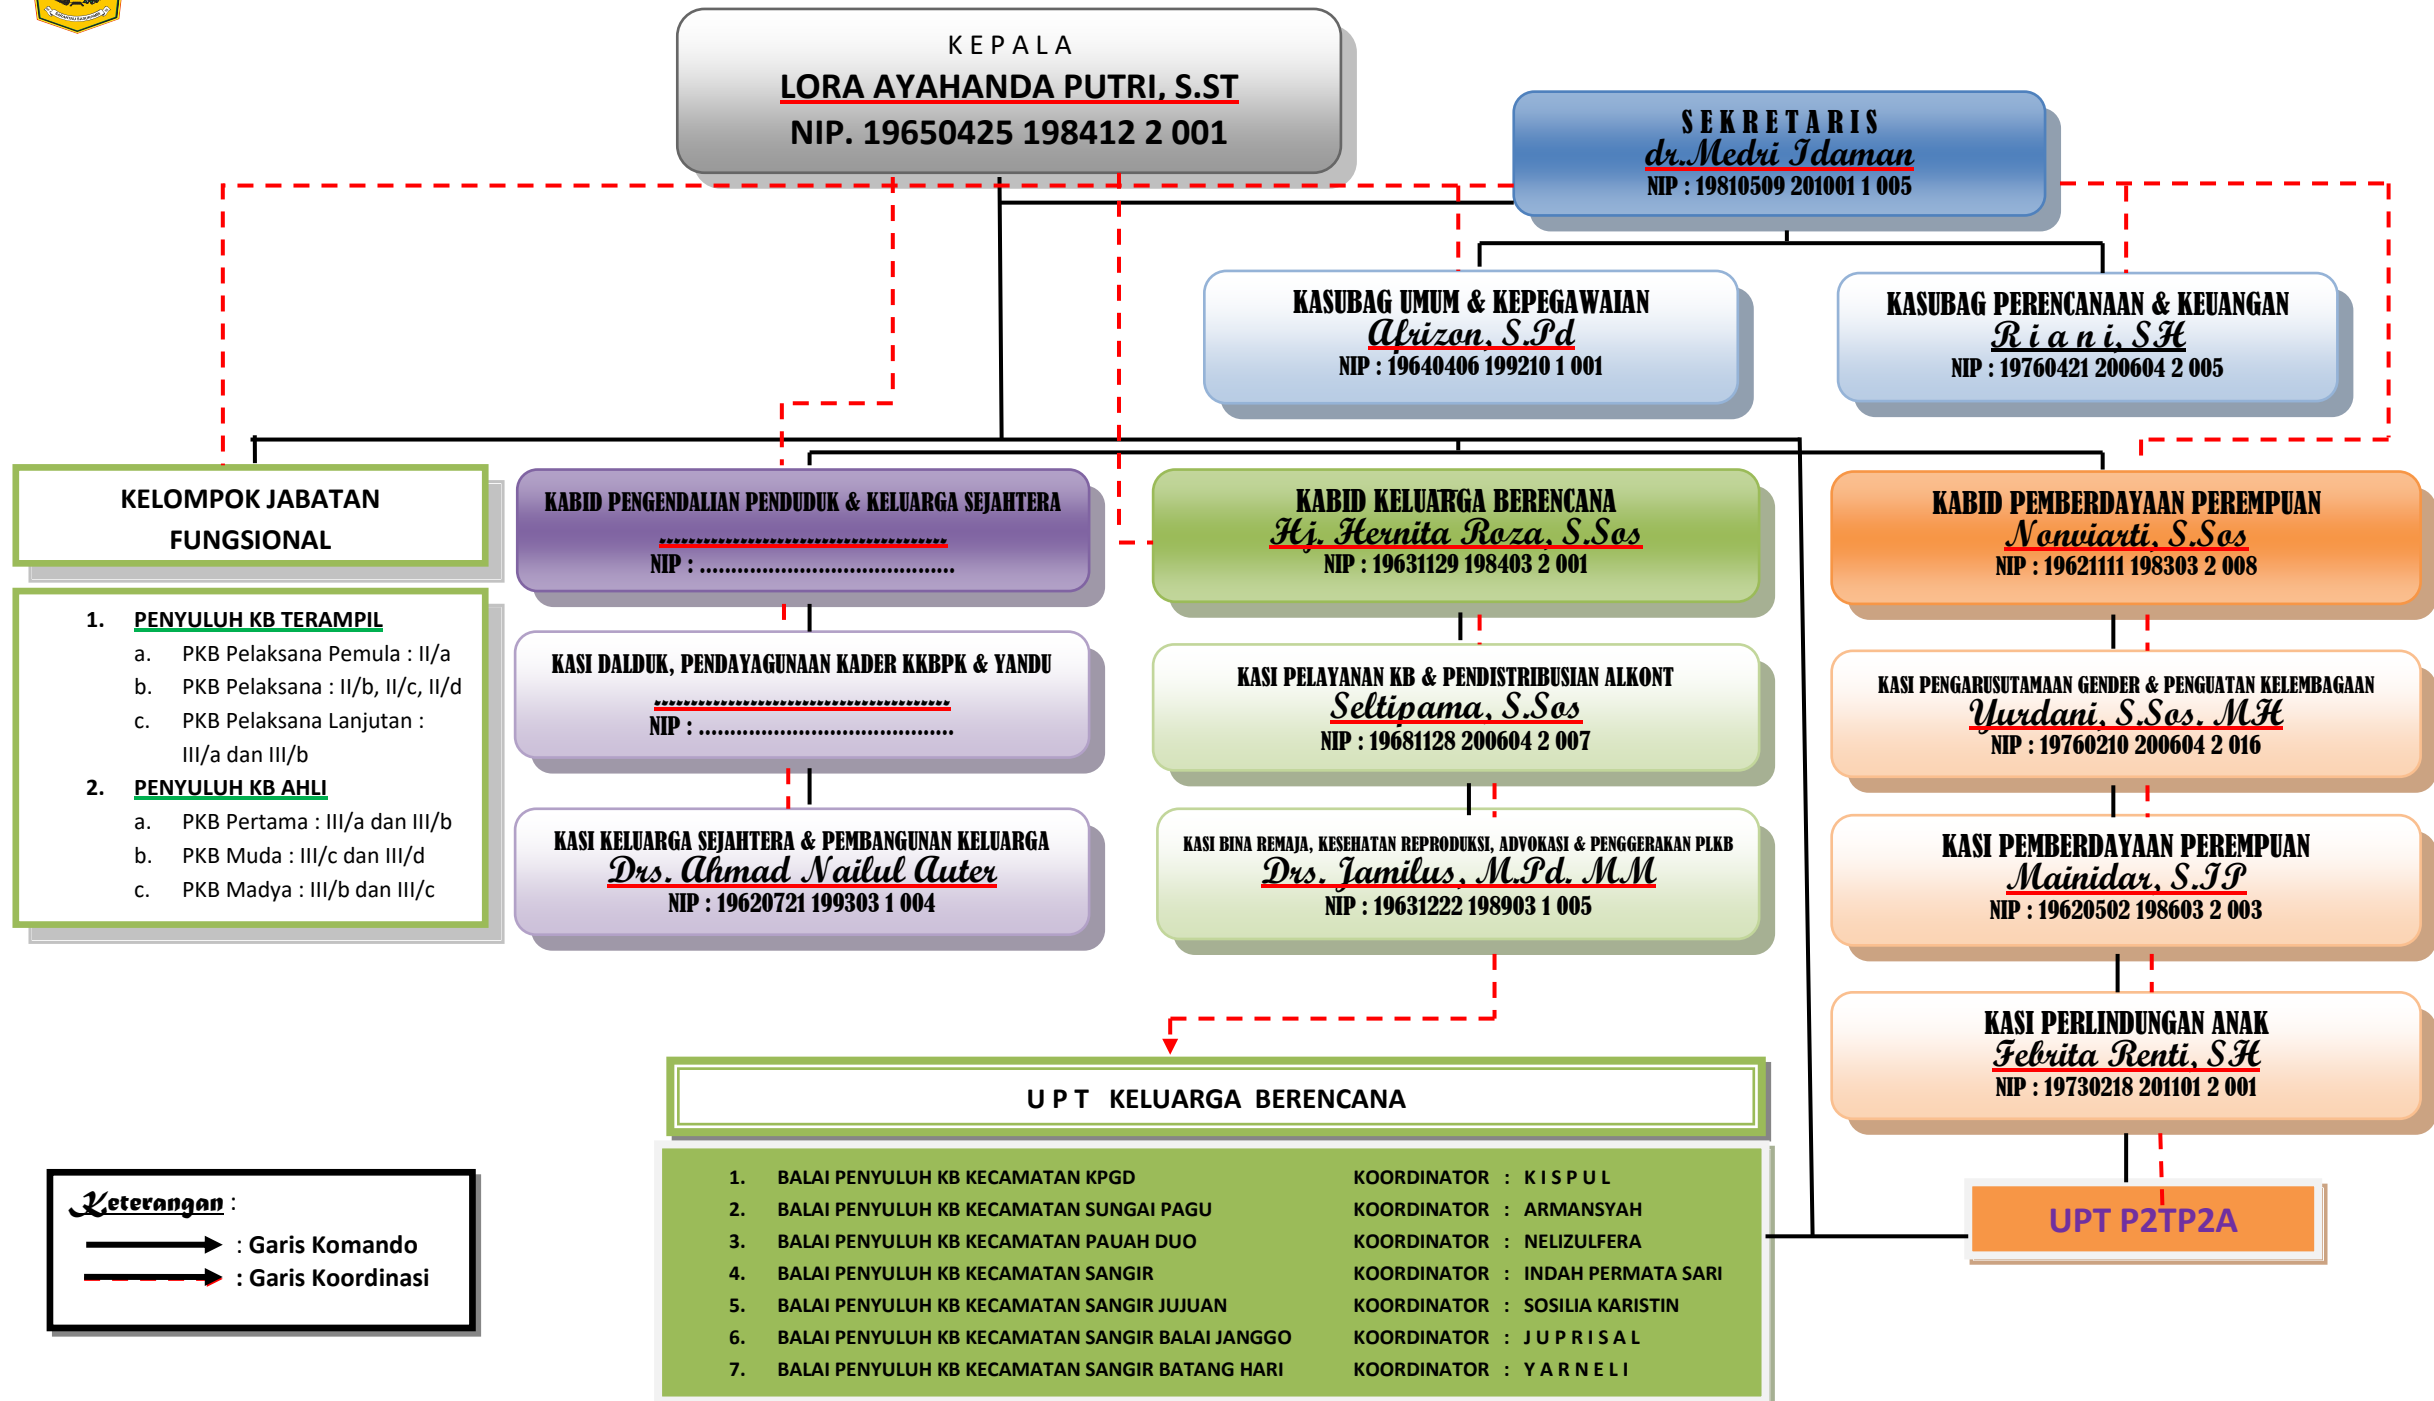 K E P A L A
LORA AYAHANDA PUTRI, S.ST
NIP. 19650425 198412 2 001
S E K R E T A R I S
dr.Medri Idaman
NIP : 19810509 201001 1 005
KASUBAG UMUM & KEPEGAWAIAN
Afrizon, S.Pd
NIP : 19640406 199210 1 001
KASUBAG PERENCANAAN & KEUANGAN
R i a n i, SH
NIP : 19760421 200604 2 005
KELOMPOK JABATAN
FUNGSIONAL
1. PENYULUH KB TERAMPIL
a. PKB Pelaksana Pemula : II/a
b. PKB Pelaksana : II/b, II/c, II/d
c. PKB Pelaksana Lanjutan :
III/a dan III/b
2. PENYULUH KB AHLI
a. PKB Pertama : III/a dan III/b
b. PKB Muda : III/c dan III/d
c. PKB Madya : III/b dan III/c
KABID PENGENDALIAN PENDUDUK & KELUARGA SEJAHTERA
........................................
NIP : ........................................
KASI DALDUK, PENDAYAGUNAAN KADER KKBPK & YANDU
........................................
NIP : ........................................
KASI KELUARGA SEJAHTERA & PEMBANGUNAN KELUARGA
Drs. Ahmad Nailul Auter
NIP : 19620721 199303 1 004
KABID KELUARGA BERENCANA
Hj. Hernita Roza, S.Sos
NIP : 19631129 198403 2 001
KASI PELAYANAN KB & PENDISTRIBUSIAN ALKONT
Seltipama, S.Sos
NIP : 19681128 200604 2 007
KASI BINA REMAJA, KESEHATAN REPRODUKSI, ADVOKASI & PENGGERAKAN PLKB
Drs. Jamilus, M.Pd. MM
NIP : 19631222 198903 1 005
KABID PEMBERDAYAAN PEREMPUAN
Nonviarti, S.Sos
NIP : 19621111 198303 2 008
KASI PENGARUSUTAMAAN GENDER & PENGUATAN KELEMBAGAAN
Yurdani, S.Sos. MH
NIP : 19760210 200604 2 016
KASI PEMBERDAYAAN PEREMPUAN
Mainidar, S.IP
NIP : 19620502 198603 2 003
KASI PERLINDUNGAN ANAK
Febrita Renti, SH
NIP : 19730218 201101 2 001
UPT P2TP2A
U P T KELUARGA BERENCANA
1. BALAI PENYULUH KB KECAMATAN KPGD KOORDINATOR : K I S P U L
2. BALAI PENYULUH KB KECAMATAN SUNGAI PAGU KOORDINATOR : ARMANSYAH
3. BALAI PENYULUH KB KECAMATAN PAUAH DUO KOORDINATOR : NELIZULFERA
4. BALAI PENYULUH KB KECAMATAN SANGIR KOORDINATOR : INDAH PERMATA SARI
5. BALAI PENYULUH KB KECAMATAN SANGIR JUJUAN KOORDINATOR : SOSILIA KARISTIN
6. BALAI PENYULUH KB KECAMATAN SANGIR BALAI JANGGO KOORDINATOR : J U P R I S A L
7. BALAI PENYULUH KB KECAMATAN SANGIR BATANG HARI KOORDINATOR : Y A R N E L I
Keterangan :
: Garis Komando
: Garis Koordinasi